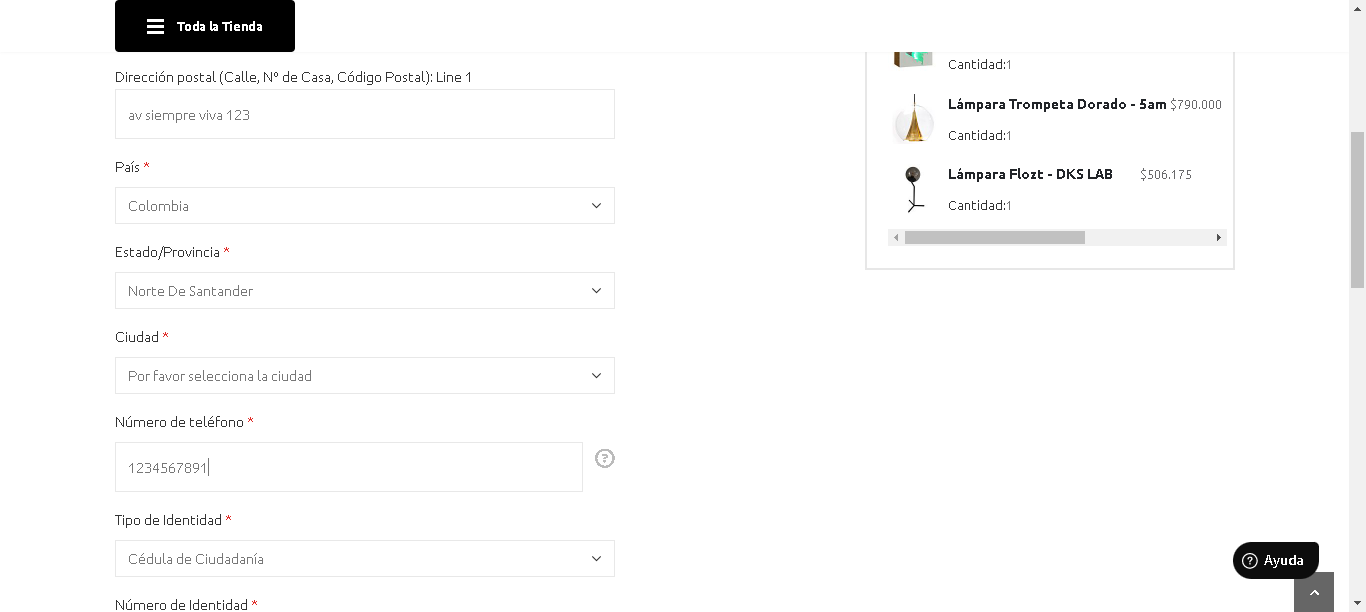 Toda la Tienda
Dirección postal (Calle, Nº de Casa, Código Postal): Line 1
av siempre viva 123
País *
Colombia
Estado/Provincia *
Norte De Santander
Ciudad *
Por favor selecciona la ciudad
Número de teléfono *
1234567891
?
Tipo de Identidad *
Cédula de Ciudadanía
Número de Identidad *
Cantidad:1
Lámpara Trompeta Dorado - 5am $790.000
Cantidad:1
Lámpara Flozt - DKS LAB $506.175
Cantidad:1
? Ayuda